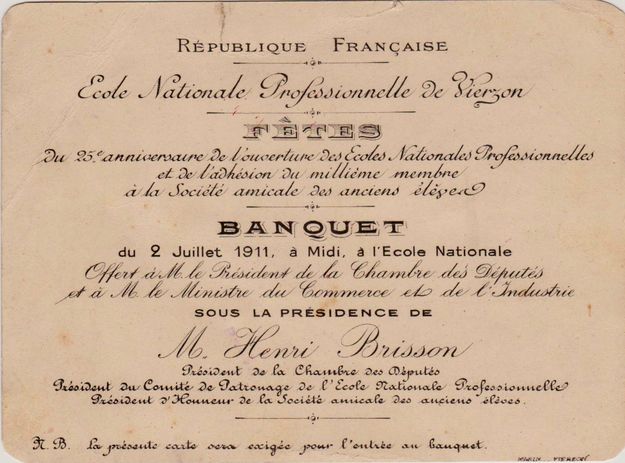 RÉPUBLIQUE FRANÇAISE
Ecole Nationale Professionnelle de Vierzon
FÊTES
du 25e anniversaire de l'ouverture des Ecoles Nationales Professionnelles
et de l'adhésion du millième membre
à la Société amicale des anciens élèves
BANQUET
du 2 Juillet 1911, à Midi, à l'Ecole Nationale
Offert à M. le Président de la Chambre des Députés
et à M. le Ministre du Commerce et de l'Industrie
SOUS LA PRÉSIDENCE DE
M. Henri Brisson
Président de la Chambre des Députés
Président du Comité de Patronage de l'Ecole Nationale Professionnelle
Président d'Honneur de la Société amicale des anciens élèves.
N. B. La présente carte sera exigée pour l'entrée au banquet.
VIERZON